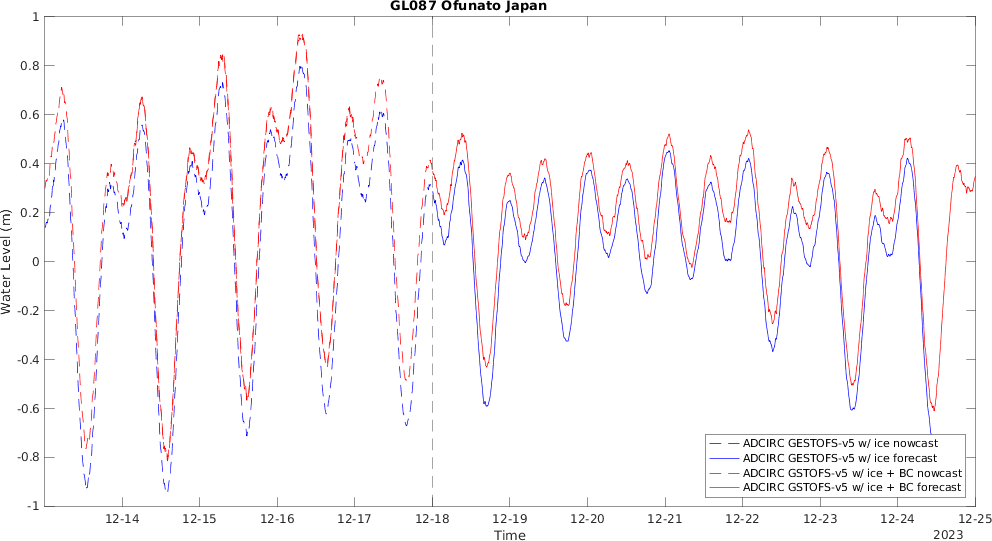 GL087 Ofunato Japan
1
0.8
0.6
0.4
0.2
0
-0.2
-0.4
-0.6
-0.8
-1
Water Level (m)
ADCIRC GESTOFS-v5 w/ ice nowcast
ADCIRC GESTOFS-v5 w/ ice forecast
ADCIRC GSTOFS-v5 w/ ice + BC nowcast
ADCIRC GSTOFS-v5 w/ ice + BC forecast
12-14 12-15 12-16 12-17 12-18 12-19 12-20 12-21 12-22 12-23 12-24 12-25
Time
2023